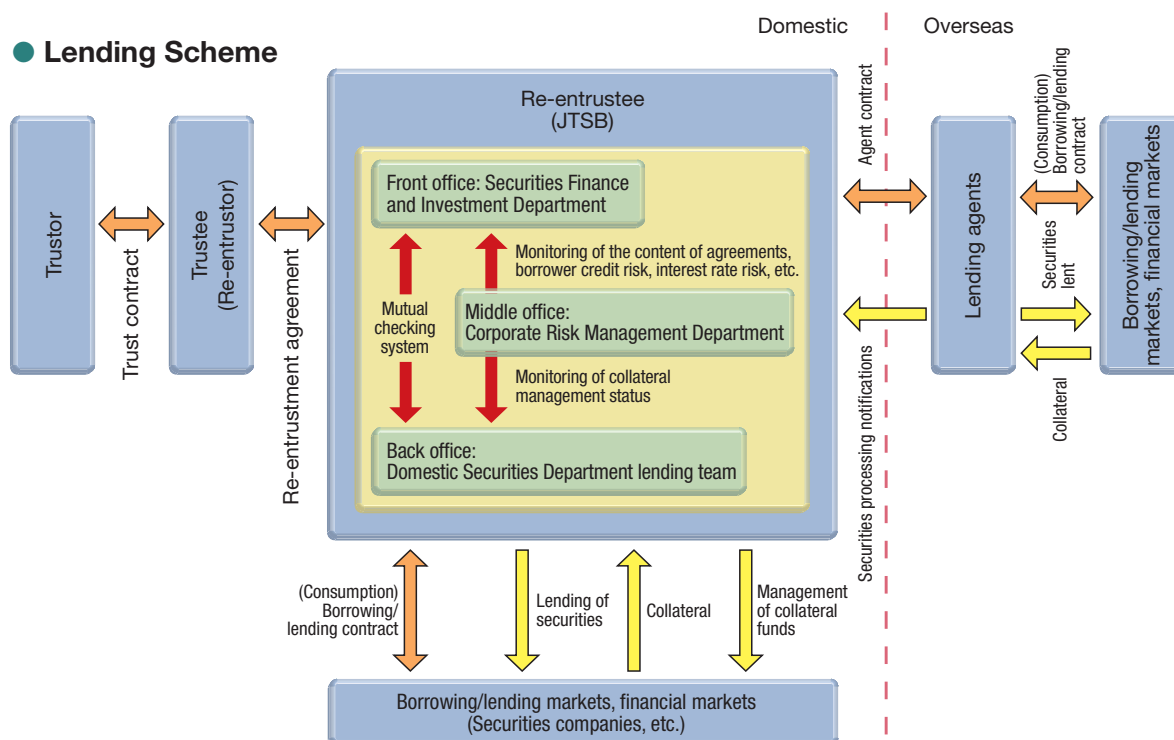 Domestic
Overseas
Lending Scheme
Re-entrustee
(JTSB)
Trustor
Trust contract
Trustee
(Re-entrustor)
Re-entrustment agreement
Front office: Securities Finance
and Investment Department
Monitoring of the content of agreements,
borrower credit risk, interest rate risk, etc.
Mutual
checking
system
Middle office:
Corporate Risk Management Department
Monitoring of collateral
management status
Back office:
Domestic Securities Department lending team
Agent contract
Securities processing notifications
Lending agents
(Consumption)
Borrowing/lending
contract
Securities
lent
Collateral
Borrowing/lending
markets, financial markets
(Consumption)
Borrowing/
lending contract
Lending of
securities
Collateral
Management
of collateral
funds
Borrowing/lending markets, financial markets
(Securities companies, etc.)